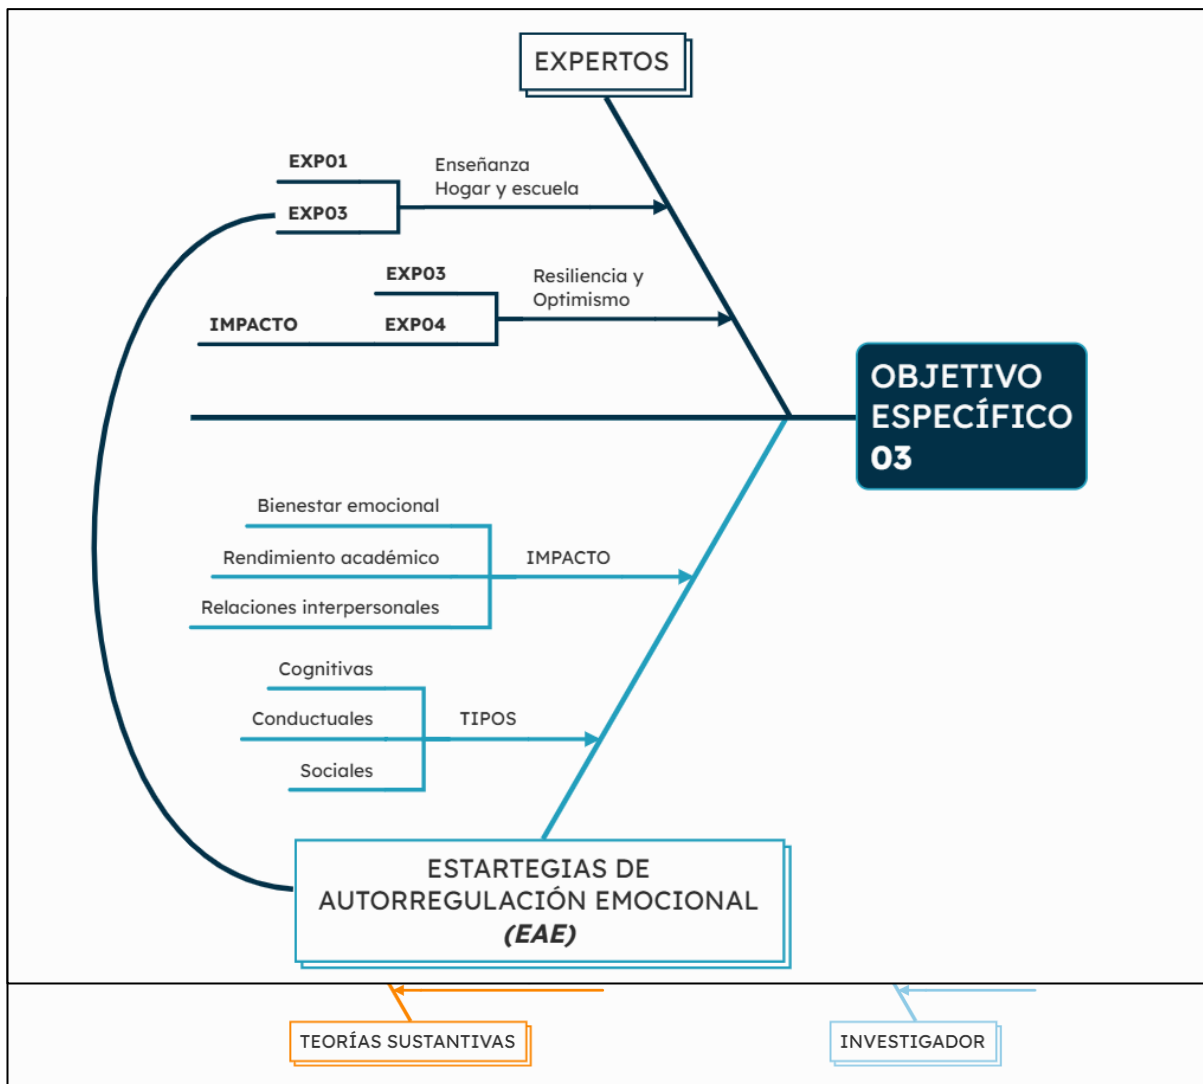 EXPERTOS
EXP01
Enseñanza
Hogar y escuela
EXP03
EXP03
Resiliencia y
Optimismo
IMPACTO
EXP04
OBJETIVO
ESPECÍFICO
03
Bienestar emocional
Rendimiento académico
IMPACTO
Relaciones interpersonales
Cognitivas
Conductuales
TIPOS
Sociales
ESTARTEGIAS DE
AUTORREGULACIÓN EMOCIONAL
(EAE)
TEORÍAS SUSTANTIVAS
INVESTIGADOR